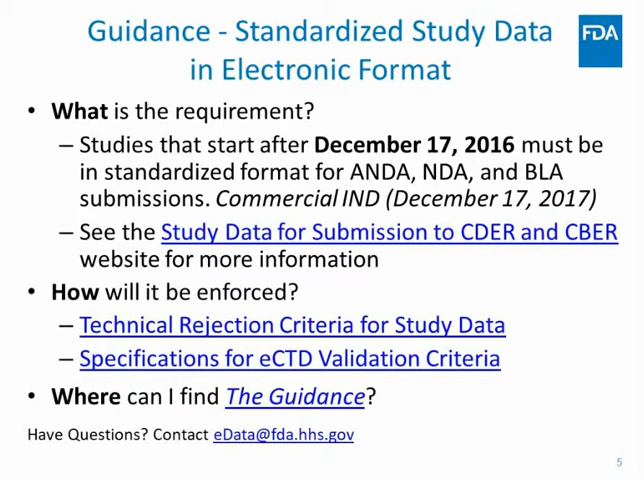 Guidance - Standardized Study Data
FDA
in Electronic Format
• What is the requirement?
– Studies that start after December 17, 2016 must be
in standardized format for ANDA, NDA, and BLA
submissions. Commercial IND (December 17, 2017)
– See the Study Data for Submission to CDER and CBER
website for more information
• How will it be enforced?
– Technical Rejection Criteria for Study Data
– Specifications for eCTD Validation Criteria
• Where can I find The Guidance?
Have Questions? Contact eData@fda.hhs.gov
5